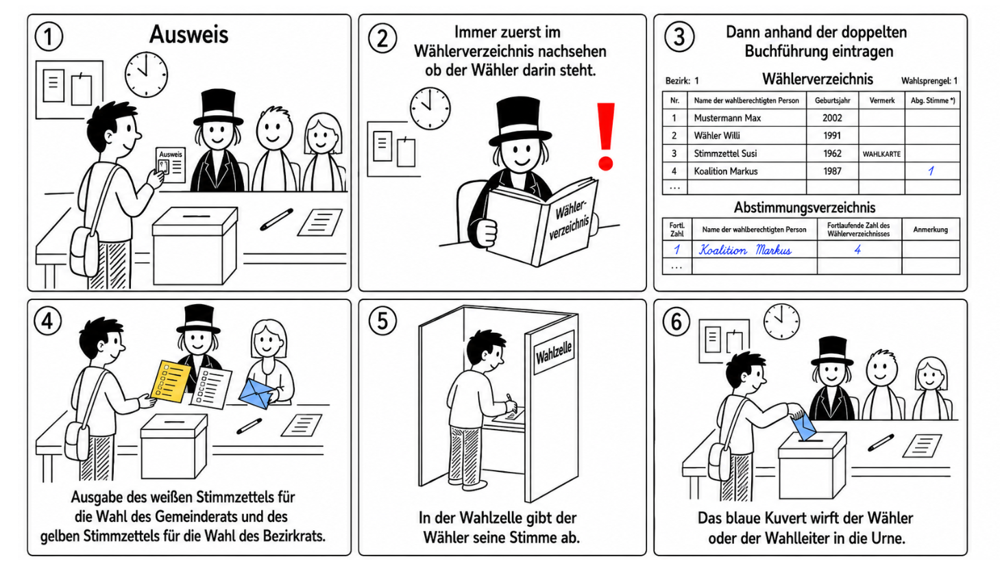 1
Ausweis
Ausweis
2
Immer zuerst im
Wählerverzeichnis nachsehen
ob der Wähler darin steht.
!
Wähler-
verzeichnis
3
Dann anhand der doppelten
Buchführung eintragen
Bezirk: 1 Wählerverzeichnis Wahlsprengel: 1
Nr. Name der wahlberechtigten Person Geburtsjahr Vermerk Abg. Stimme *)
1 Mustermann Max 2002
2 Wähler Willi 1991
3 Stimmzettel Susi 1962 WAHLKARTE
4 Koalition Markus 1987 1
...
Abstimmungsverzeichnis
Fortl. Zahl Name der wahlberechtigten Person Fortlaufende Zahl des Wählerverzeichnisses Anmerkung
1 Koalition Markus 4
...
4
Ausgabe des weißen Stimmzettels für
die Wahl des Gemeinderats und des
gelben Stimmzettels für die Wahl des Bezirkrats.
5
Wahlzelle
In der Wahlzelle gibt der
Wähler seine Stimme ab.
6
Das blaue Kuvert wirft der Wähler
oder der Wahlleiter in die Urne.